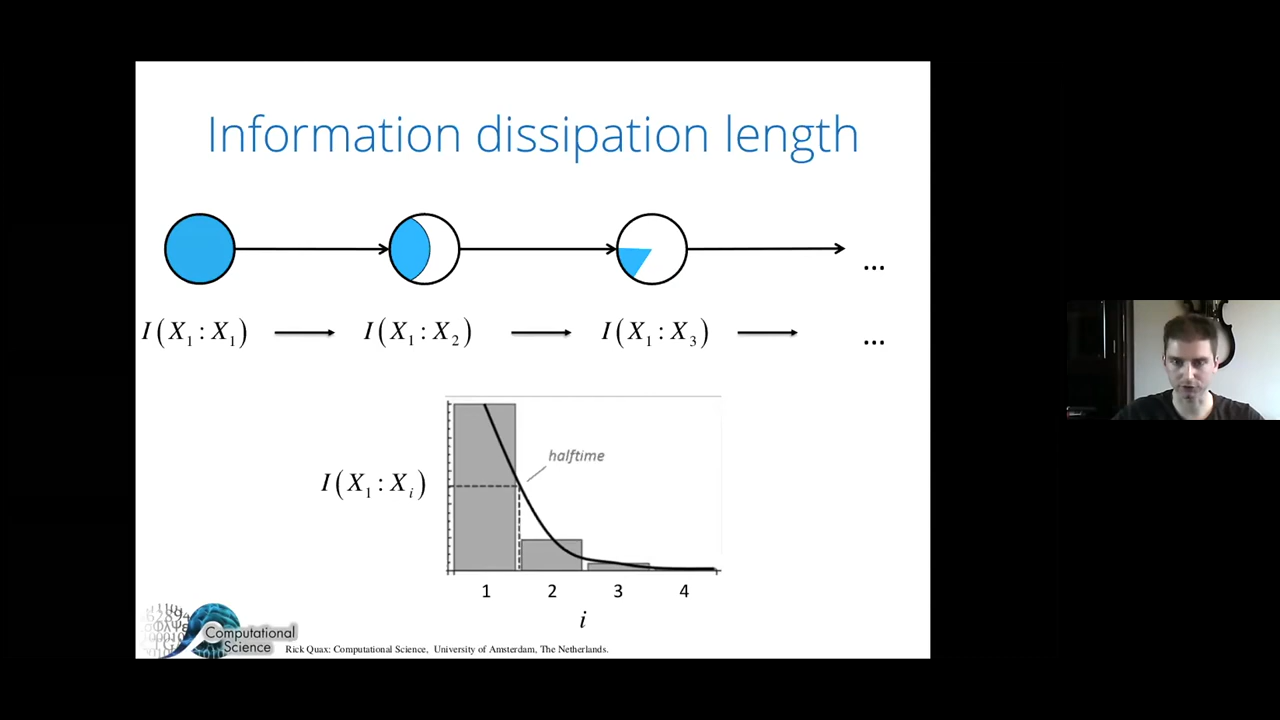 Information dissipation length
...
I(X₁ : X₁)
I(X₁ : X₂)
I(X₁ : X₃)
...
halftime
I(X₁ : Xᵢ)
1 2 3 4
i
Computational
Science
Rick Quax: Computational Science, University of Amsterdam, The Netherlands.